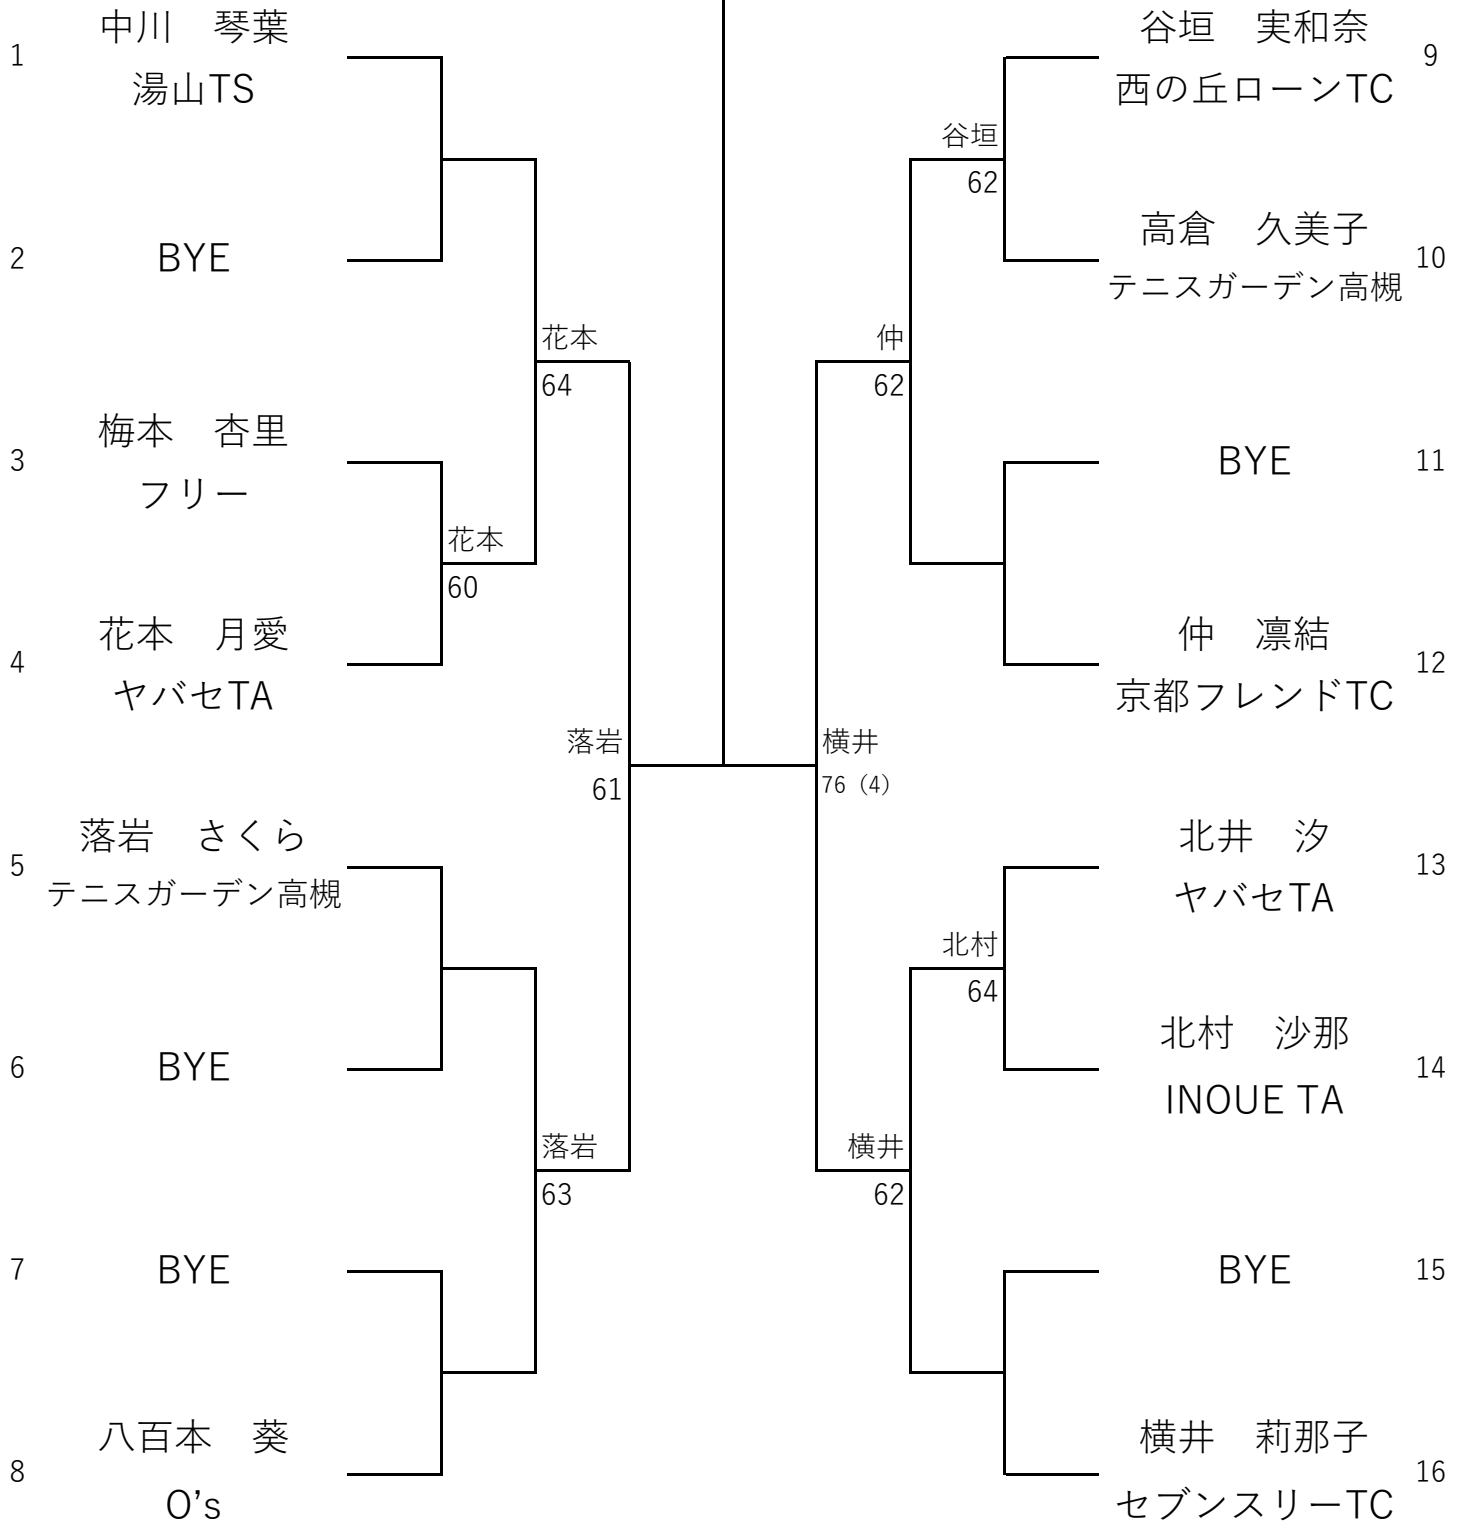 1
中川　琴葉
湯山TS
2
BYE
3
梅本　杏里
フリー
4
花本　月愛
ヤバセTA
5
落岩　さくら
テニスガーデン高槻
6
BYE
7
BYE
8
八百本　葵
O's
花本
60
花本
64
落岩
63
落岩
61
横井
76（4）
仲
62
横井
62
谷垣
62
北村
64
谷垣　実和奈
西の丘ローンTC
9
高倉　久美子
テニスガーデン高槻
10
BYE
11
仲　凛結
京都フレンドTC
12
北井　汐
ヤバセTA
13
北村　沙那
INOUE TA
14
BYE
15
横井　莉那子
セブンスリーTC
16